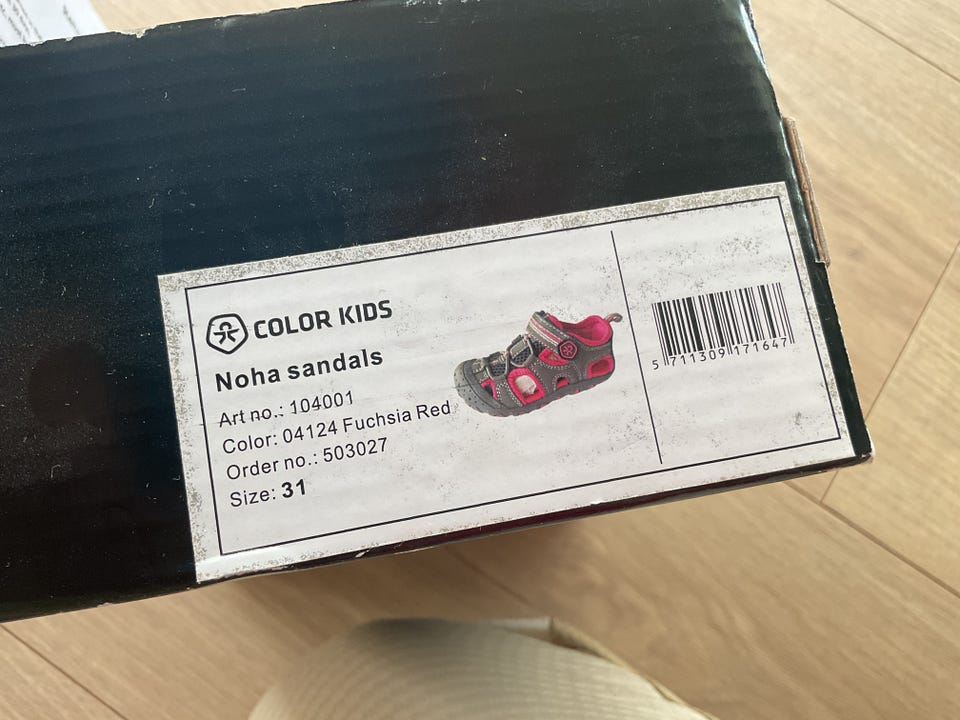 COLOR KIDS
Noha sandals
Art no.: 104001
Color: 04124 Fuchsia Red
Order no.: 503027
Size: 31
5 711309 171647